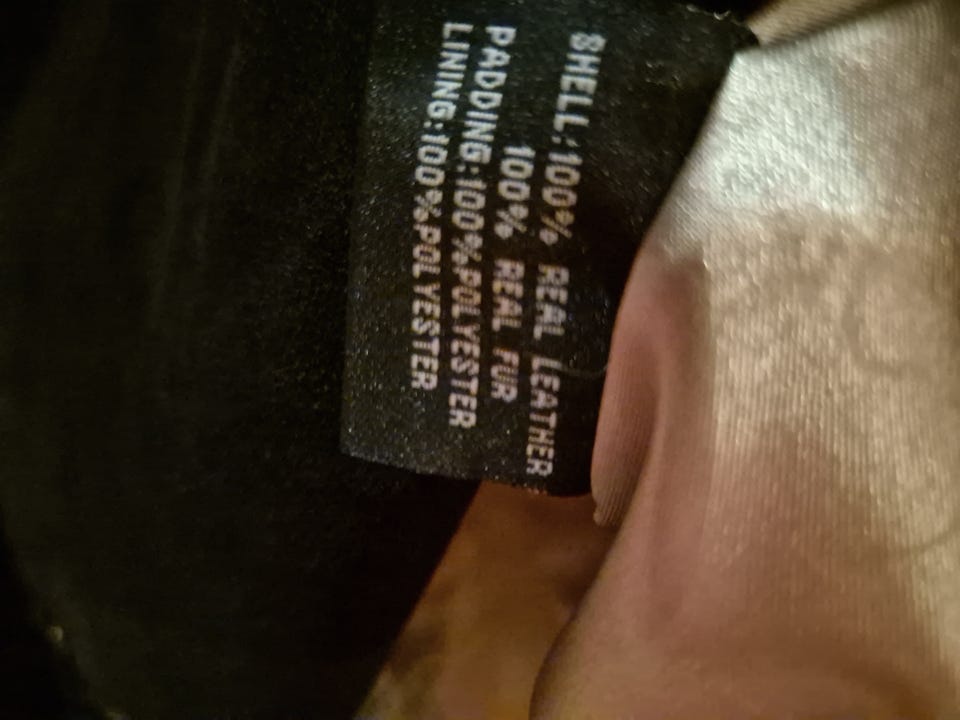 SHELL:100% REAL LEATHER
100% REAL FUR
PADDING:100%POLYESTER
LINING:100%POLYESTER